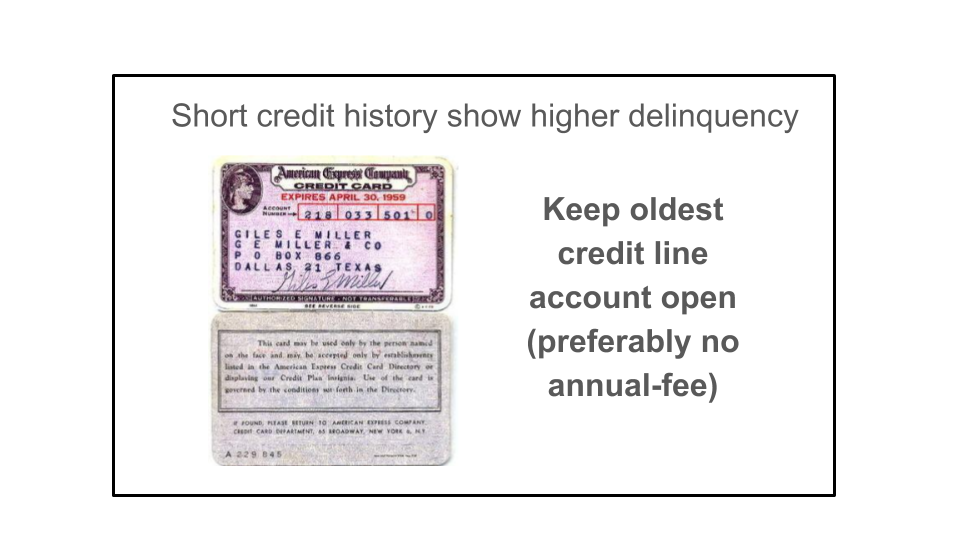 Short credit history show higher delinquency
American Express Company
CREDIT CARD
EXPIRES APRIL 30, 1959
ACCOUNT
NUMBER
218 033 501 0
GILES E MILLER
G E MILLER & CO
P O BOX 866
DALLAS 21 TEXAS
Giles E Miller
AUTHORIZED SIGNATURE - NOT TRANSFERABLE
SEE REVERSE SIDE
This card may be used only by the person named
on the face and may be accepted only by establishments
listed in the American Express Credit Card Directory or
displaying our Credit Plan Insignia. Use of the card is
governed by the conditions set forth in the Directory.
IF FOUND, PLEASE RETURN TO AMERICAN EXPRESS COMPANY,
CREDIT CARD DEPARTMENT, 65 BROADWAY, NEW YORK 6, N.Y.
A 229 845
Keep oldest
credit line
account open
(preferably no
annual-fee)